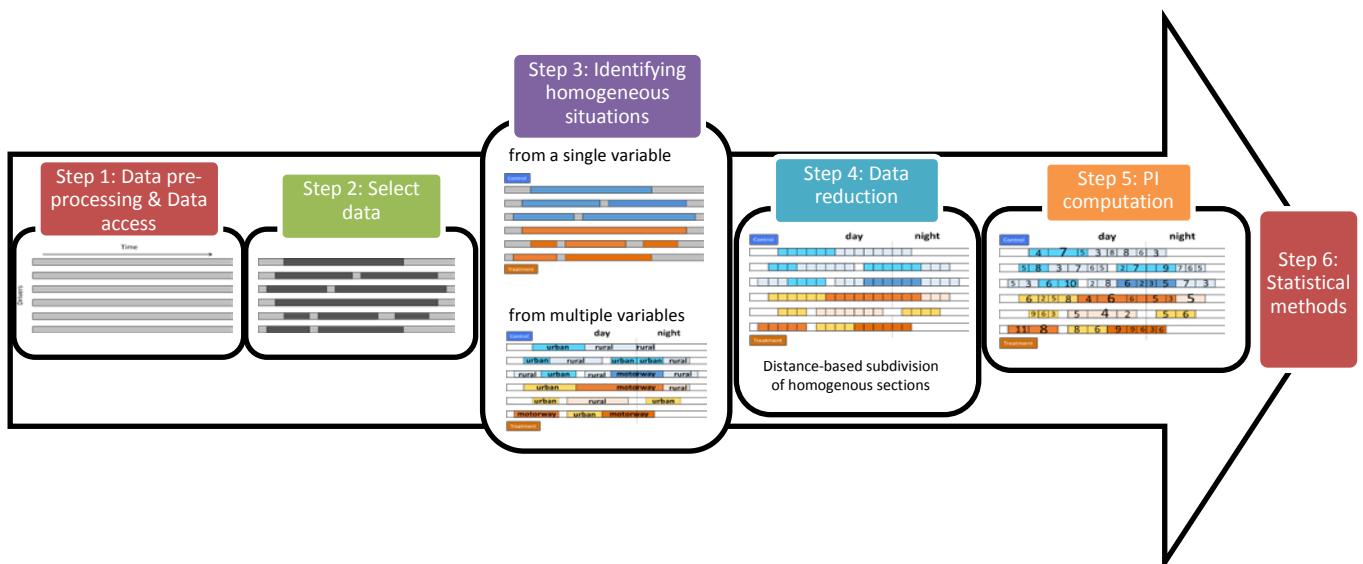 Step 1: Data pre-
processing & Data
access
Time
Drivers
Step 2: Select
data
Step 3: Identifying
homogeneous
situations
from a single variable
Control
Treatment
from multiple variables
Control day night
urban rural rural
urban rural urban urban rural
rural urban rural motorway rural
urban motorway rural
urban rural urban
motorway urban motorway
Treatment
Step 4: Data
reduction
Control day night
Treatment
Distance-based subdivision
of homogenous sections
Step 5: PI
computation
Control day night
4 7 5 3 8 8 6 3
5 8 3 7 6 5 2 7 9 7 6 5
5 3 6 10 2 8 6 2 3 5 7 3
6 2 5 8 4 6 6 5 3 5
9 6 3 5 4 2 5 6
11 8 8 6 9 9 6 3 6
Treatment
Step 6:
Statistical
methods